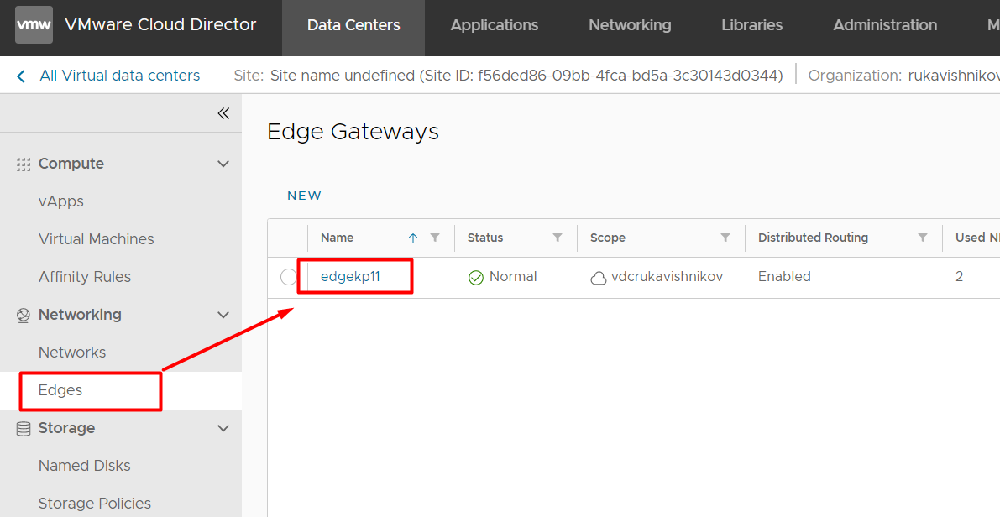 vmw VMware Cloud Director Data Centers Applications Networking Libraries Administration M
All Virtual data centers Site: Site name undefined (Site ID: f56ded86-09bb-4fca-bd5a-3c30143d0344) Organization: rukavishnikov
Edge Gateways
Compute
vApps
Virtual Machines
Affinity Rules
Networking
Networks
Edges
Storage
Named Disks
Storage Policies
NEW
Name Status Scope Distributed Routing Used NI
edgekp11 Normal vdcrukavishnikov Enabled 2